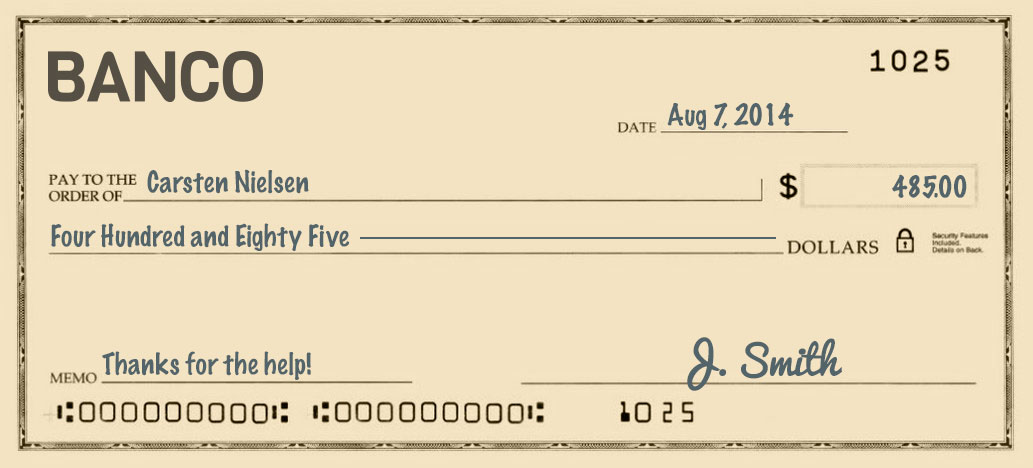 BANCO
1025
DATE Aug 7, 2014
PAY TO THE
ORDER OF Carsten Nielsen $ 485.00
Four Hundred and Eighty Five DOLLARS
Security Features
Included.
Details on Back.
MEMO Thanks for the help! J. Smith
⑆000000000⑆ ⑆000000000⑆ 1025